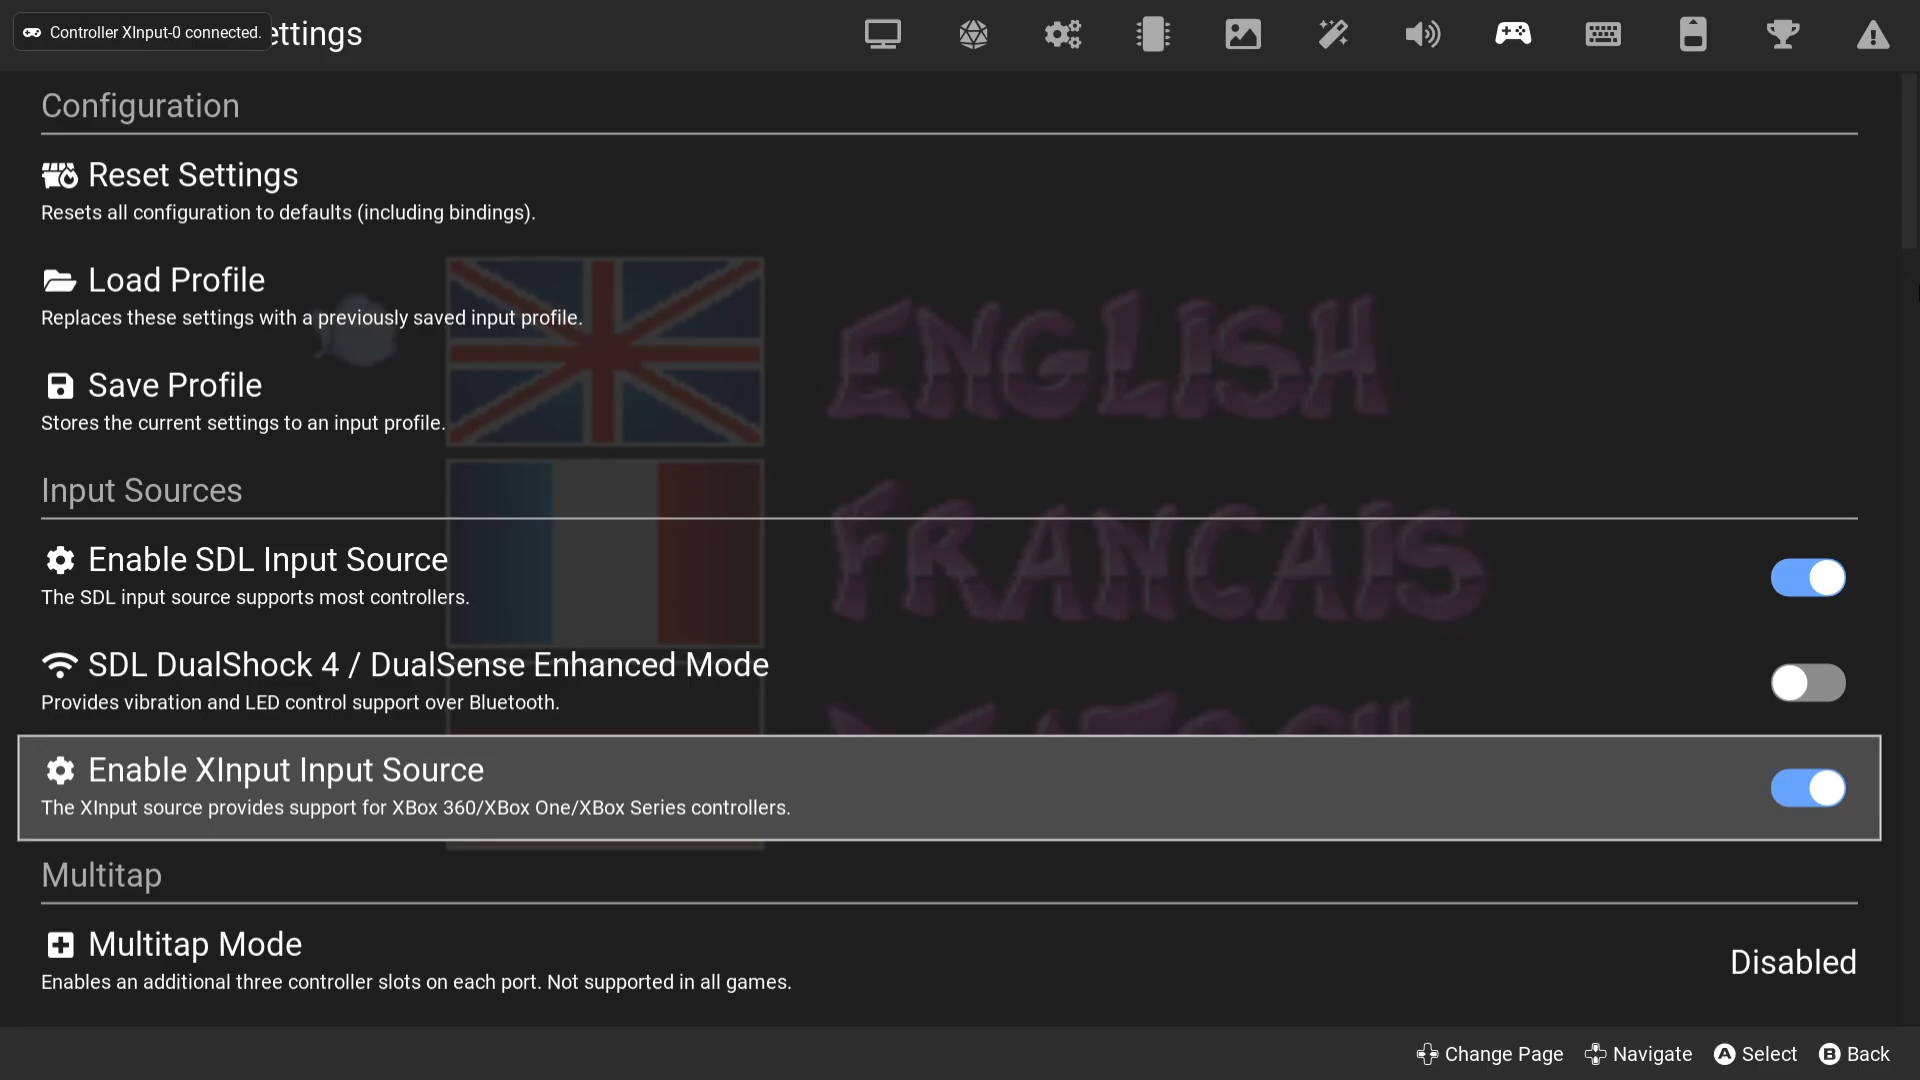 Controller XInput-0 connected.
ettings
Configuration
Reset Settings
Resets all configuration to defaults (including bindings).
Load Profile
Replaces these settings with a previously saved input profile.
ENGLISH
Save Profile
Stores the current settings to an input profile.
Input Sources
Enable SDL Input Source
The SDL input source supports most controllers.
FRANCAIS
SDL DualShock 4 / DualSense Enhanced Mode
Provides vibration and LED control support over Bluetooth.
Enable XInput Input Source
The XInput source provides support for XBox 360/XBox One/XBox Series controllers.
Multitap
Multitap Mode
Enables an additional three controller slots on each port. Not supported in all games.
Disabled
Change Page Navigate A Select B Back